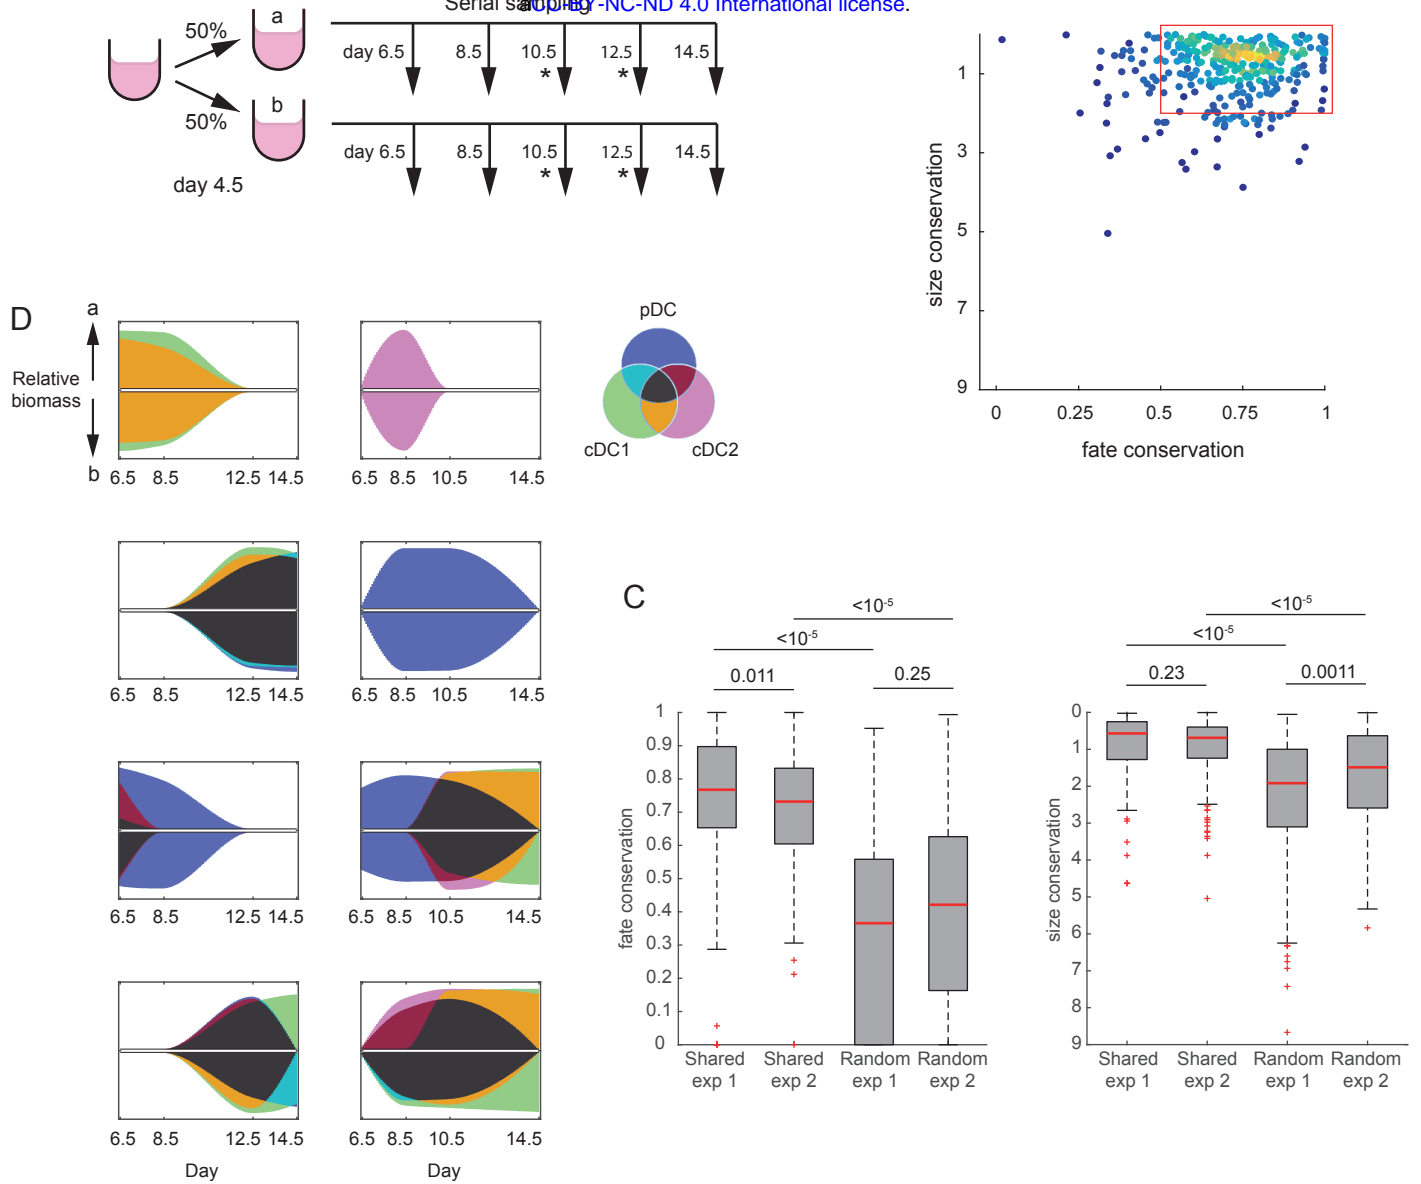 Serial sampling
aCC-BY-NC-ND 4.0 International license.
50%
a
day 6.5
8.5
10.5
12.5
14.5
*
*
50%
b
day 6.5
8.5
10.5
12.5
14.5
*
*
day 4.5
size conservation
1
3
5
7
9
0
0.25
0.5
0.75
1
fate conservation
D
a
Relative
biomass
b
6.5 8.5 12.5 14.5
6.5 8.5 10.5 14.5
pDC
cDC1
cDC2
6.5 8.5 12.5 14.5
6.5 8.5 10.5 14.5
6.5 8.5 12.5 14.5
6.5 8.5 10.5 14.5
6.5 8.5 12.5 14.5
6.5 8.5 10.5 14.5
Day
Day
C
<10-5
<10-5
0.011
0.25
fate conservation
1
0.9
0.8
0.7
0.6
0.5
0.4
0.3
0.2
0.1
0
Shared Shared Random Random
exp 1 exp 2 exp 1 exp 2
<10-5
<10-5
0.23
0.0011
size conservation
0
1
2
3
4
5
6
7
8
9
Shared Shared Random Random
exp 1 exp 2 exp 1 exp 2